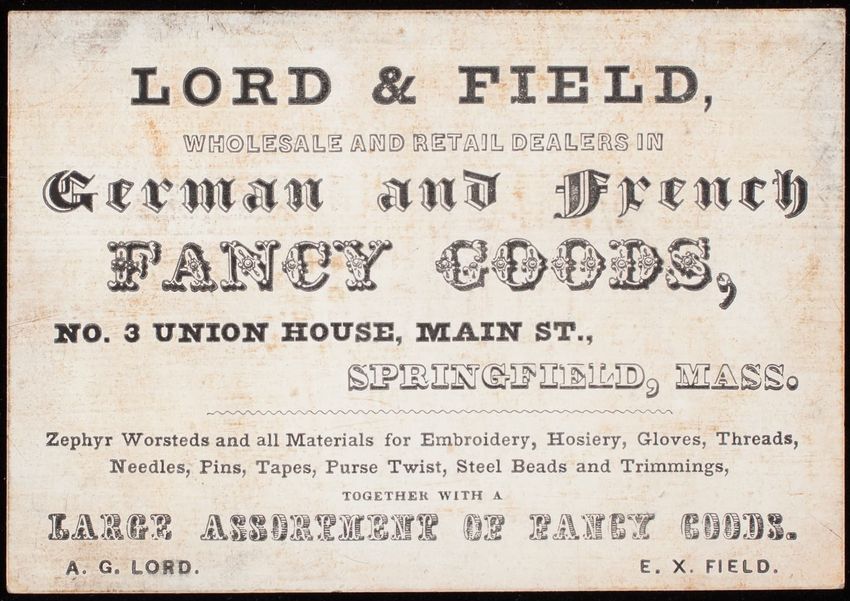 LORD & FIELD,
WHOLESALE AND RETAIL DEALERS IN
German and French
FANCY GOODS,
NO. 3 UNION HOUSE, MAIN ST.,
SPRINGFIELD, MASS.
Zephyr Worsteds and all Materials for Embroidery, Hosiery, Gloves, Threads,
Needles, Pins, Tapes, Purse Twist, Steel Beads and Trimmings,
TOGETHER WITH A
LARGE ASSORTMENT OF FANCY GOODS.
A. G. LORD. E. X. FIELD.